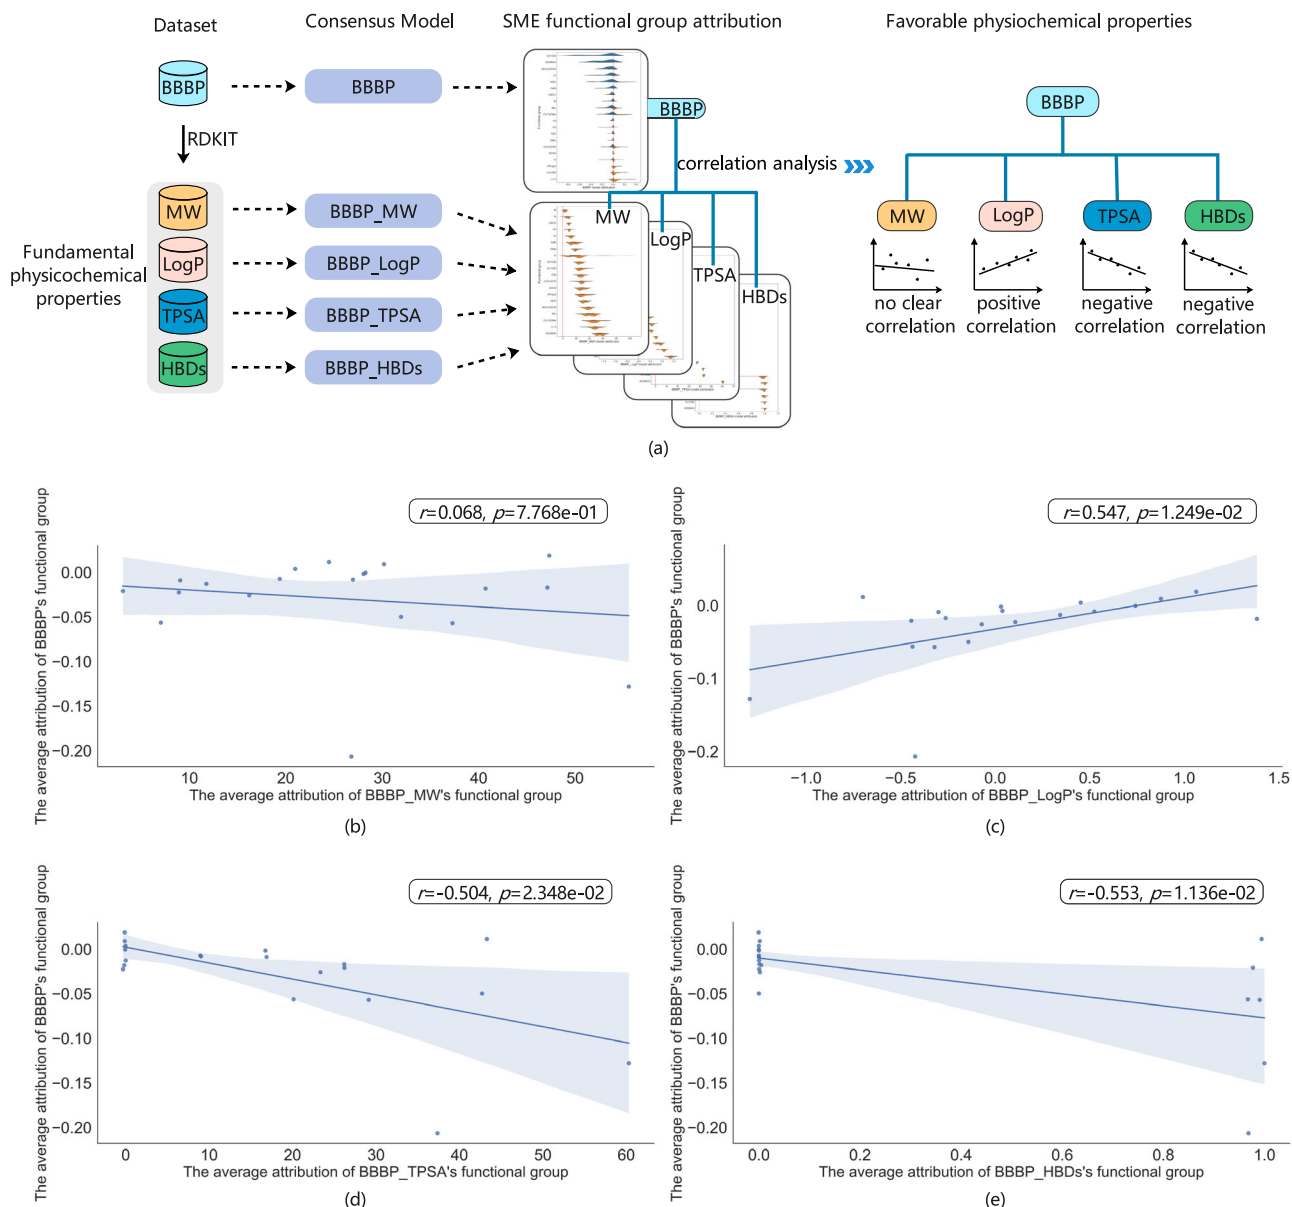 Dataset
Consensus Model
SME functional group attribution
Favorable physiochemical properties
BBBP
BBBP
BBBP
BBBP
RDKIT
correlation analysis
Fundamental
physicochemical
properties
MW
LogP
TPSA
HBDs
BBBP_MW
BBBP_LogP
BBBP_TPSA
BBBP_HBDs
MW
LogP
TPSA
HBDs
MW
LogP
TPSA
HBDs
no clear
correlation
positive
correlation
negative
correlation
negative
correlation
(a)
r=0.068, p=7.768e-01
The average attribution of BBBP's functional group
0.00
−0.05
−0.10
−0.15
−0.20
10
20
30
40
50
The average attribution of BBBP_MW's functional group
(b)
r=0.547, p=1.249e-02
The average attribution of BBBP's functional group
0.0
−0.1
−0.2
−1.0
−0.5
0.0
0.5
1.0
1.5
The average attribution of BBBP_LogP's functional group
(c)
r=-0.504, p=2.348e-02
The average attribution of BBBP's functional group
0.00
−0.05
−0.10
−0.15
−0.20
0
10
20
30
40
50
60
The average attribution of BBBP_TPSA's functional group
(d)
r=-0.553, p=1.136e-02
The average attribution of BBBP's functional group
0.00
−0.05
−0.10
−0.15
−0.20
0.0
0.2
0.4
0.6
0.8
1.0
The average attribution of BBBP_HBDs's functional group
(e)